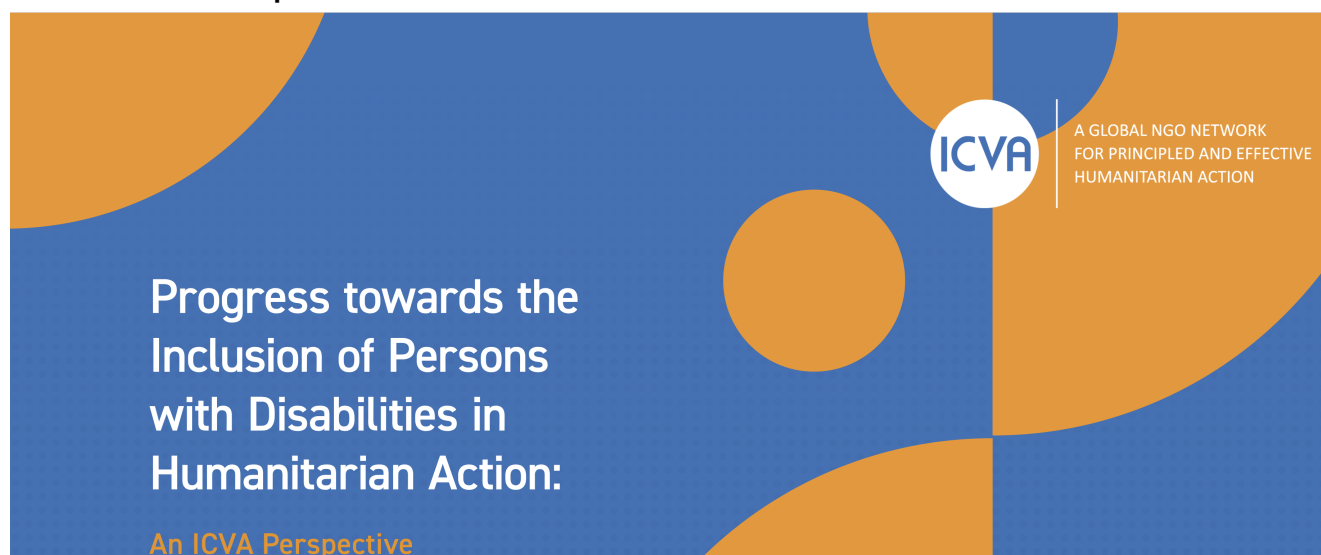 ICVA
A GLOBAL NGO NETWORK
FOR PRINCIPLED AND EFFECTIVE
HUMANITARIAN ACTION
Progress towards the
Inclusion of Persons
with Disabilities in
Humanitarian Action:
An ICVA Perspective